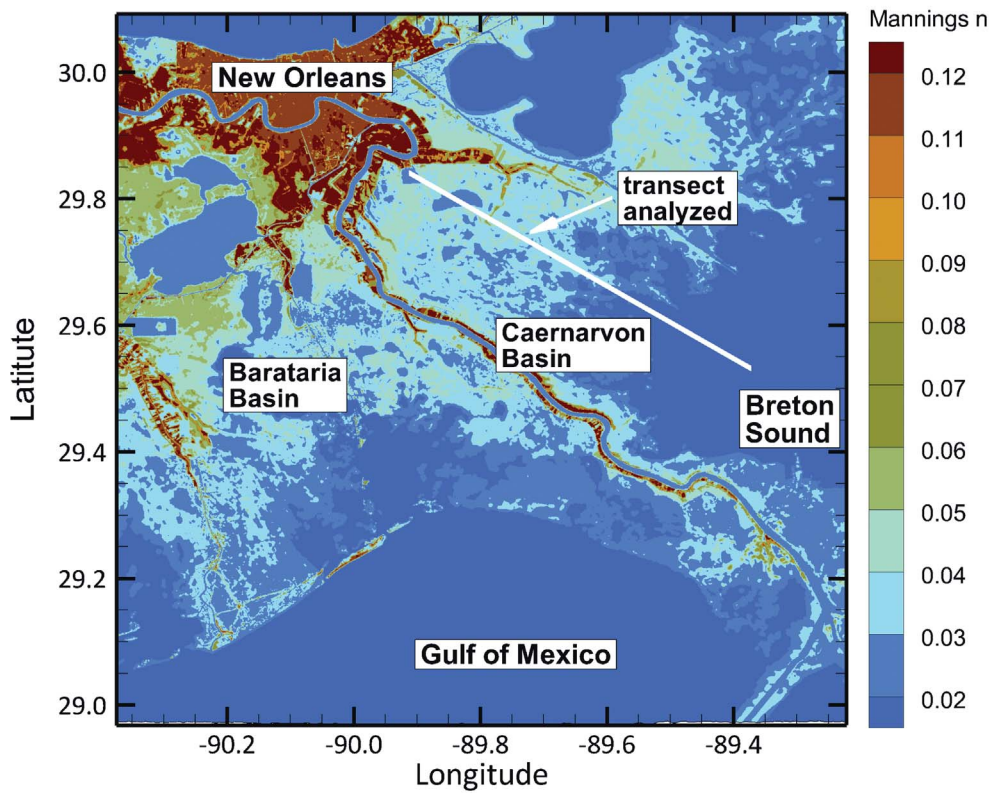 Mannings n
30.0
29.8
29.6
29.4
29.2
29.0
Latitute
New Orleans
transect
analyzed
Caernarvon
Basin
Barataria
Basin
Breton
Sound
Gulf of Mexico
0.12
0.11
0.10
0.09
0.08
0.07
0.06
0.05
0.04
0.03
0.02
-90.2
-90.0
-89.8
-89.6
-89.4
Longitude